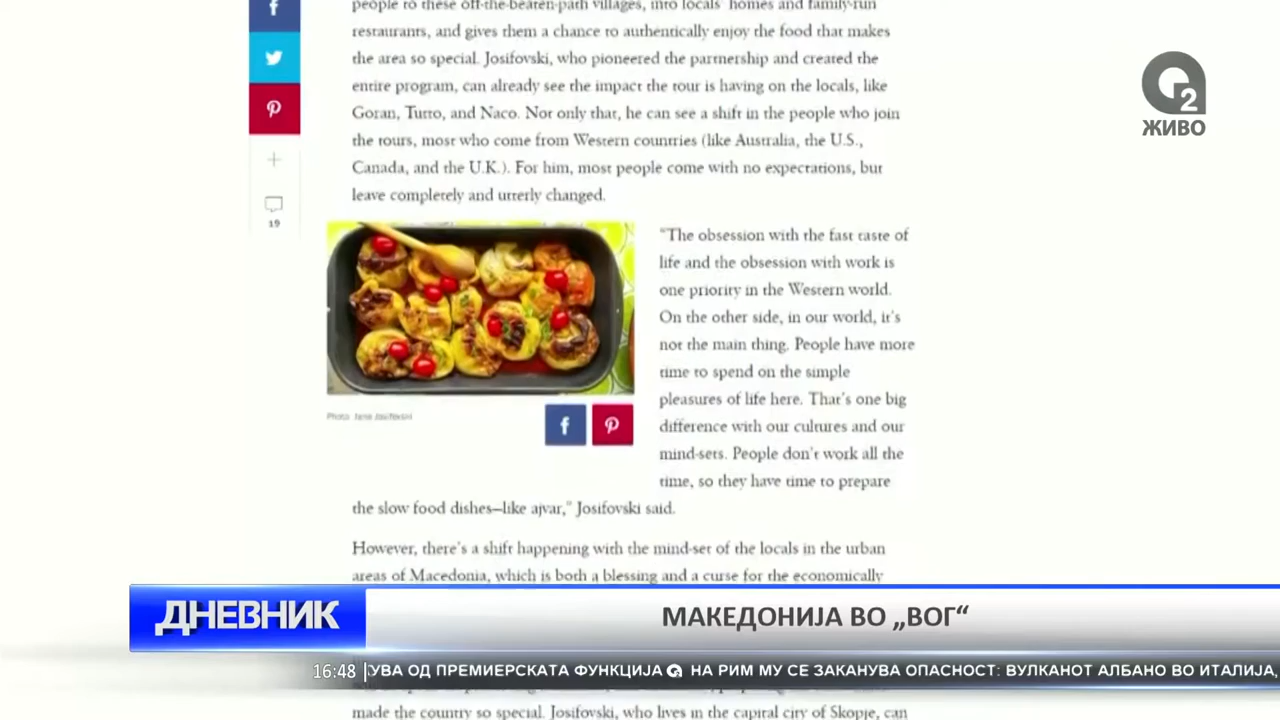 people to these off-the-beaten-path villages, into locals' homes and family-run
restaurants, and gives them a chance to authentically enjoy the food that makes
the area so special. Josifovski, who pioneered the partnership and created the
entire program, can already see the impact the tour is having on the locals, like
Goran, Tutto, and Naco. Not only that, he can see a shift in the people who join
the tours, most who come from Western countries (like Australia, the U.S.,
Canada, and the U.K.). For him, most people come with no expectations, but
leave completely and utterly changed.
19
2
ЖИВО
"The obsession with the fast taste of
life and the obsession with work is
one priority in the Western world.
On the other side, in our world, it's
not the main thing. People have more
time to spend on the simple
pleasures of life here. That's one big
difference with our cultures and our
mind-sets. People don't work all the
time, so they have time to prepare
the slow food dishes—like ajvar," Josifovski said.
Photo: Jane Josifovski
However, there's a shift happening with the mind-set of the locals in the urban
areas of Macedonia, which is both a blessing and a curse for the economically
ДНЕВНИК
МАКЕДОНИЈА ВО „ВОГ“
16:48 УВА ОД ПРЕМИЕРСКАТА ФУНКЦИЈА НА РИМ МУ СЕ ЗАКАНУВА ОПАСНОСТ: ВУЛКАНОТ АЛБАНО ВО ИТАЛИЈА,
made the country so special. Josifovski, who lives in the capital city of Skopje, can